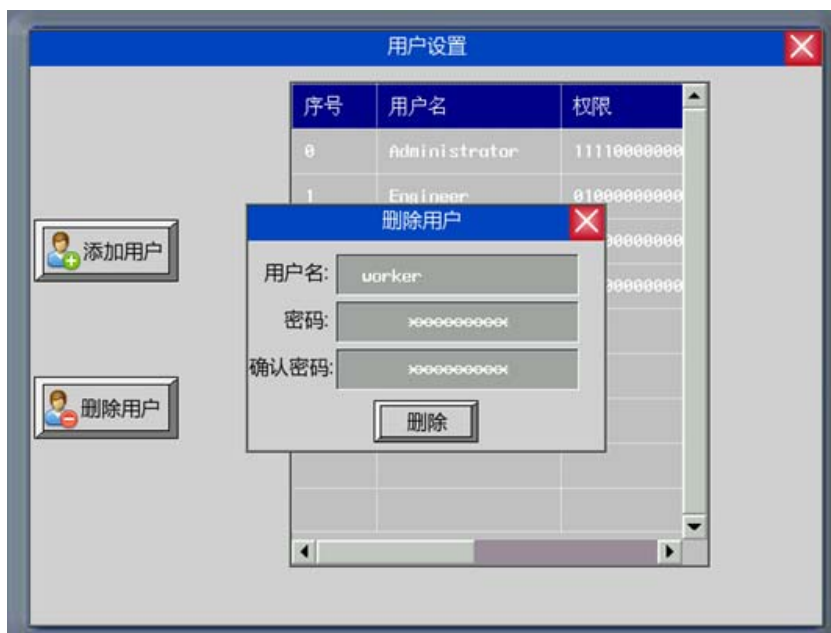 用户设置
序号 用户名 权限
0 Administrator 11110000000
1 Engineer 01000000000
删除用户
添加用户
用户名: worker
密码: ***********
确认密码: ***********
删除用户
删除